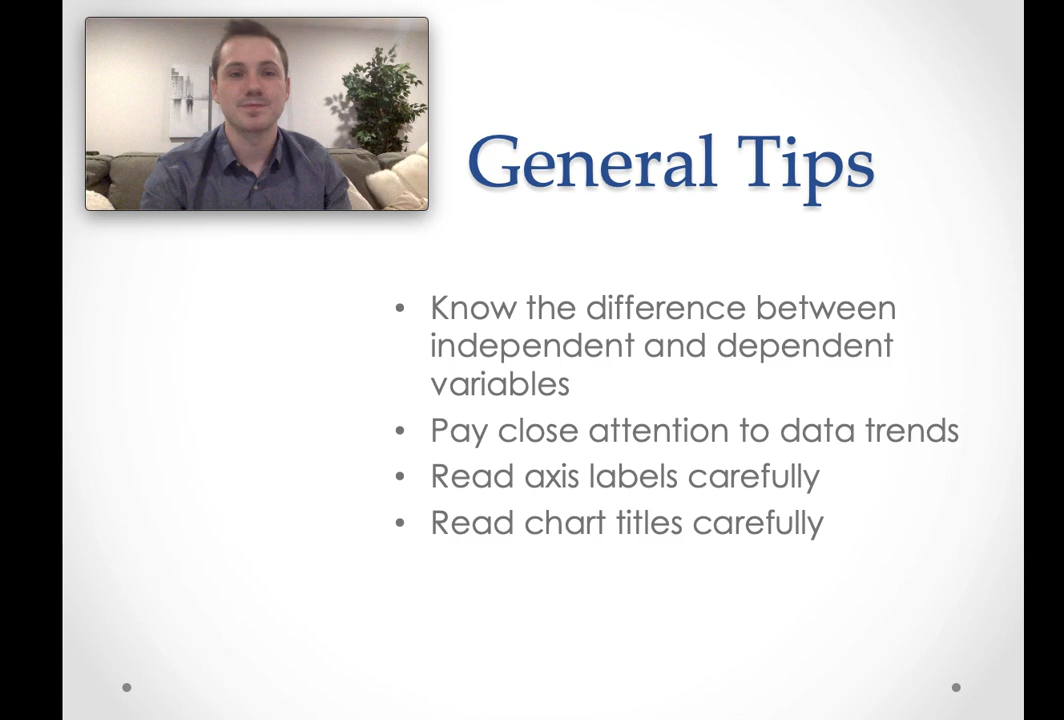 General Tips
• Know the difference between
independent and dependent
variables
• Pay close attention to data trends
• Read axis labels carefully
• Read chart titles carefully